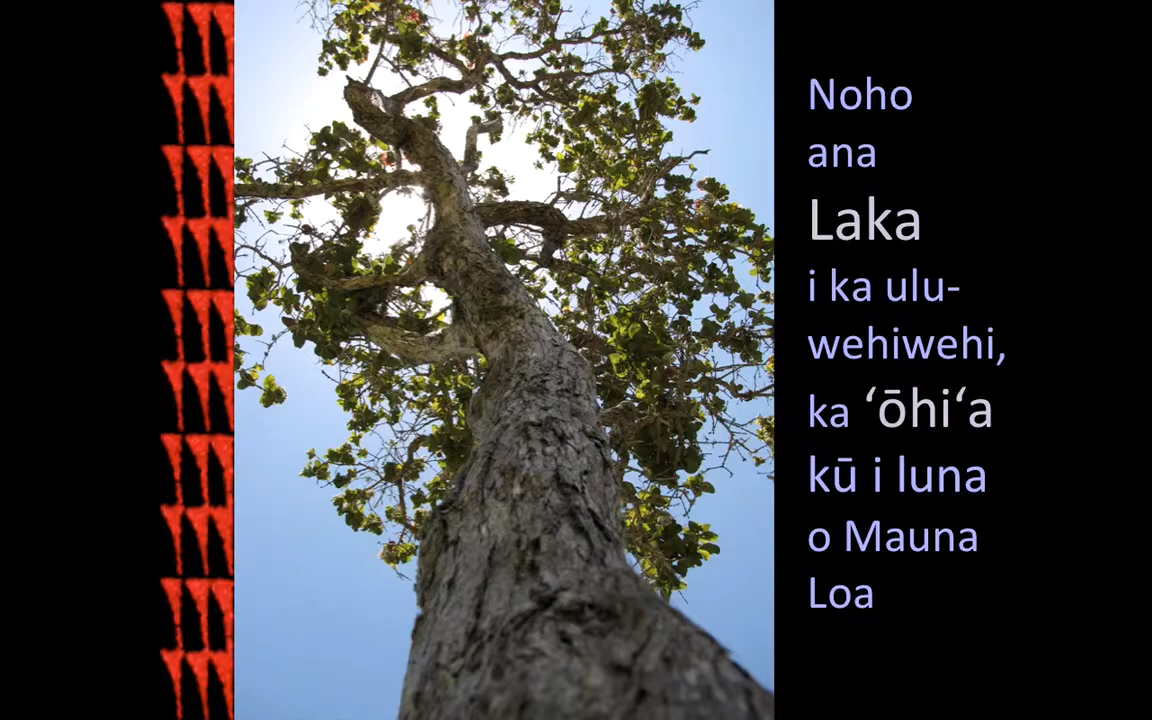 Noho
ana
Laka
i ka ulu-
wehiwehi,
ka ʻōhiʻa
kū i luna
o Mauna
Loa